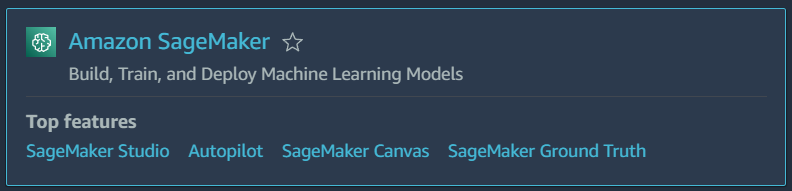 Amazon SageMaker
Build, Train, and Deploy Machine Learning Models
Top features
SageMaker Studio Autopilot SageMaker Canvas SageMaker Ground Truth